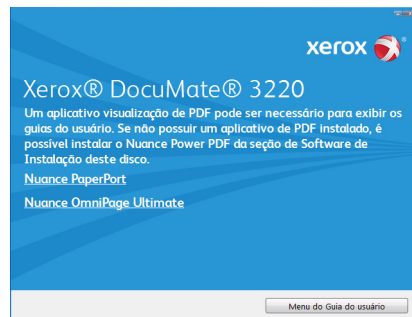 xerox
Xerox® DocuMate® 3220
Um aplicativo visualização de PDF pode ser necessário para exibir os
guias do usuário. Se não possuir um aplicativo de PDF instalado, é
possível instalar o Nuance Power PDF da seção de Software de
Instalação deste disco.
Nuance PaperPort
Nuance OmniPage Ultimate
Menu do Guia do usuário